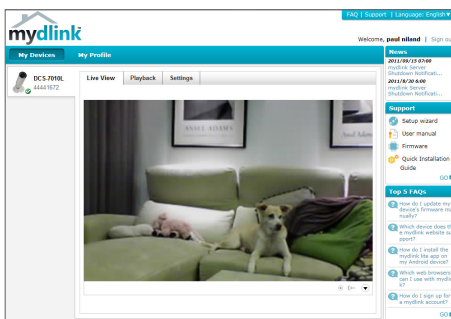 FAQ | Support | Language: English▼
mydlink
Welcome, paul niland | Sign ou
My Devices
My Profile
DCS-7010L
44441672
Live View
Playback
Settings
ANSEL ADAMS
Ansel Adams
News
2011/09/15 07:00
mydlink Server
Shutdown Notificati...
2011/8/30 6:00
mydlink Server
Shutdown Notificati...
Support
Setup wizard
User manual
Firmware
Quick Installation
Guide
GO
Top 5 FAQs
How do I update my
device's firmware ma
nually?
Which device does th
e mydlink website su
pport?
How do I install the
mydlink lite app on
my Android device?
Which web browsers
can I use with mydlin
k?
How do I sign up for
a mydlink account?
GO